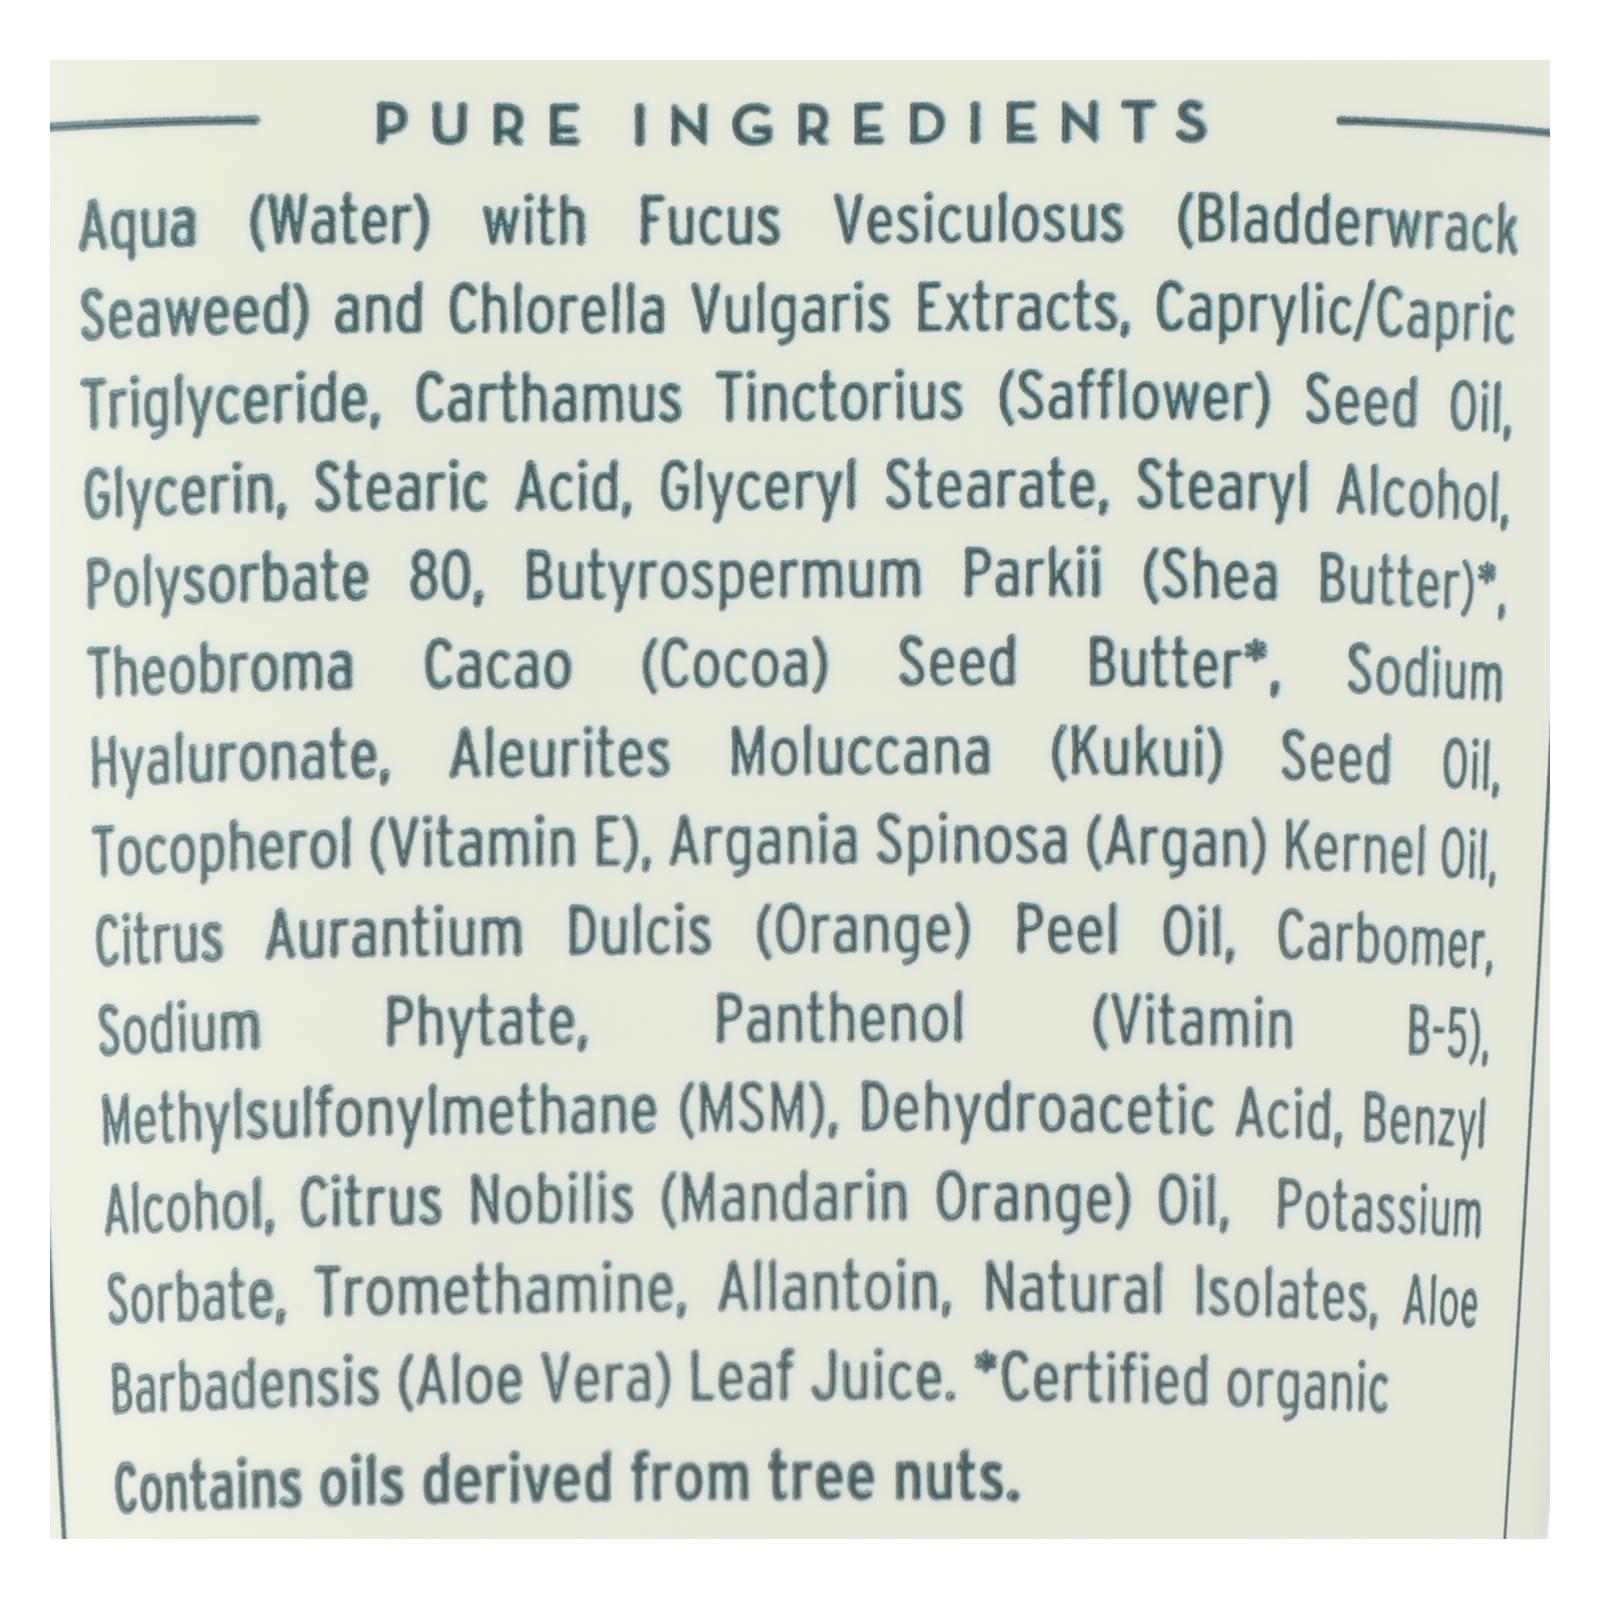 PURE INGREDIENTS
Aqua (Water) with Fucus Vesiculosus (Bladderwrack
Seaweed) and Chlorella Vulgaris Extracts, Caprylic/Capric
Triglyceride, Carthamus Tinctorius (Safflower) Seed Oil,
Glycerin, Stearic Acid, Glyceryl Stearate, Stearyl Alcohol,
Polysorbate 80, Butyrospermum Parkii (Shea Butter)*,
Theobroma Cacao (Cocoa) Seed Butter*, Sodium
Hyaluronate, Aleurites Moluccana (Kukui) Seed Oil,
Tocopherol (Vitamin E), Argania Spinosa (Argan) Kernel Oil,
Citrus Aurantium Dulcis (Orange) Peel Oil, Carbomer,
Sodium Phytate, Panthenol (Vitamin B-5),
Methylsulfonylmethane (MSM), Dehydroacetic Acid, Benzyl
Alcohol, Citrus Nobilis (Mandarin Orange) Oil, Potassium
Sorbate, Tromethamine, Allantoin, Natural Isolates, Aloe
Barbadensis (Aloe Vera) Leaf Juice. *Certified organic
Contains oils derived from tree nuts.